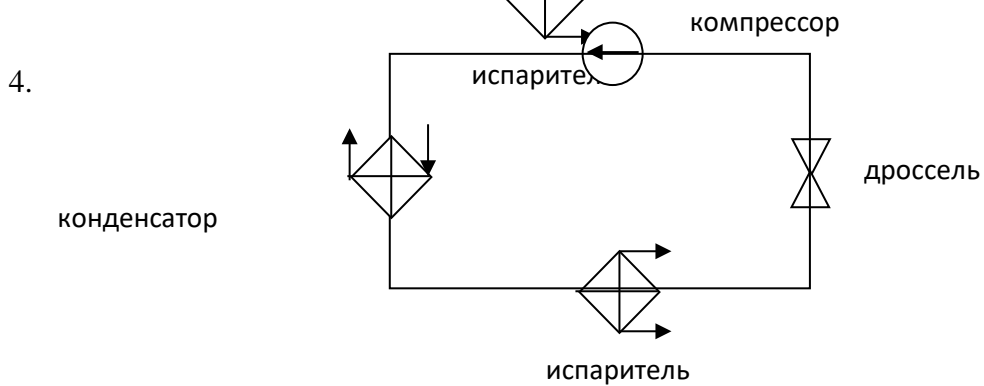 компрессор
испарител
4.
дроссель
конденсатор
испаритель